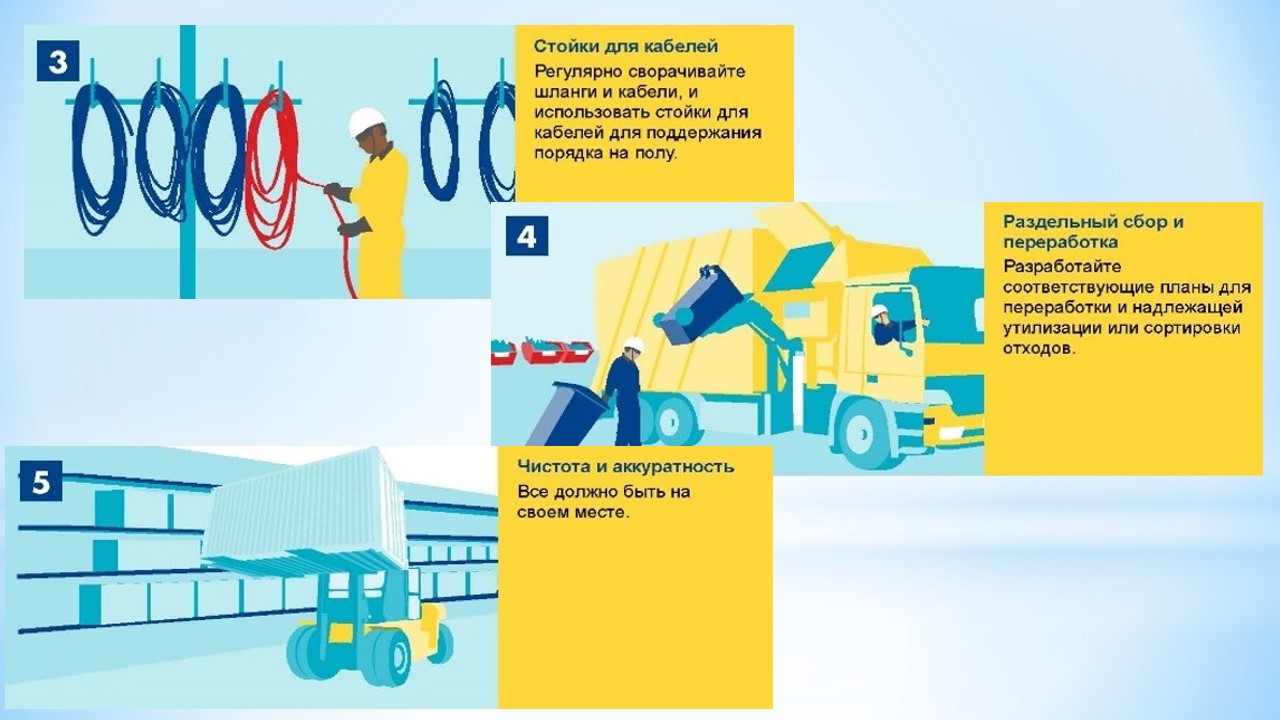 3
Стойки для кабелей
Регулярно сворачивайте
шланги и кабели, и
использовать стойки для
кабелей для поддержания
порядка на полу.
4
Раздельный сбор и
переработка
Разработайте
соответствующие планы для
переработки и надлежащей
утилизации или сортировки
отходов.
5
Чистота и аккуратность
Все должно быть на
своем месте.